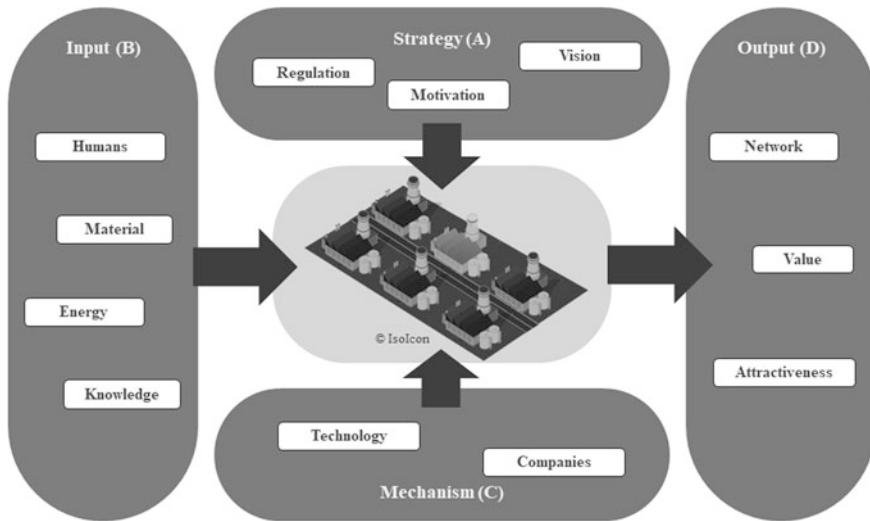 Input (B)
Humans
Material
Energy
Knowledge
Strategy (A)
Regulation
Motivation
Vision
© IsoIcon
Technology
Companies
Mechanism (C)
Output (D)
Network
Value
Attractiveness